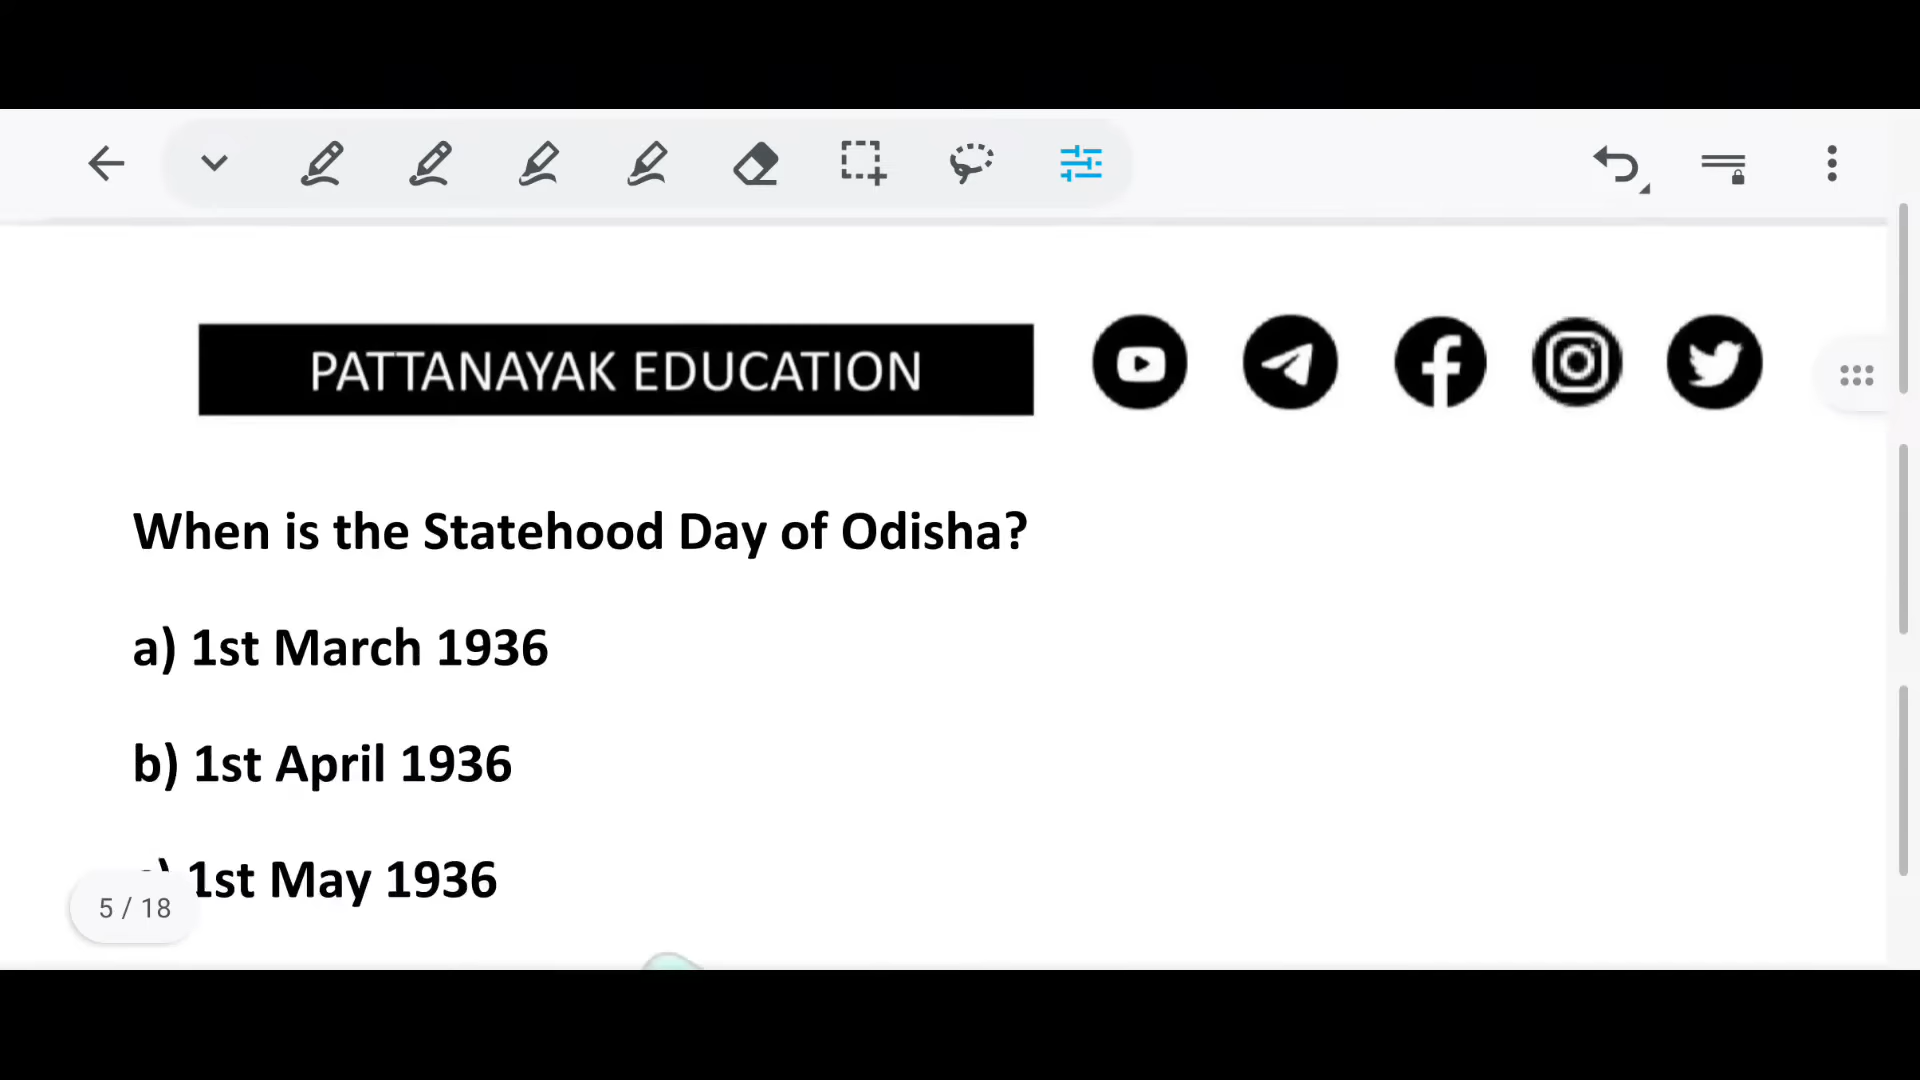 PATTANAYAK EDUCATION
When is the Statehood Day of Odisha?
a) 1st March 1936
b) 1st April 1936
1st May 1936
5 / 18